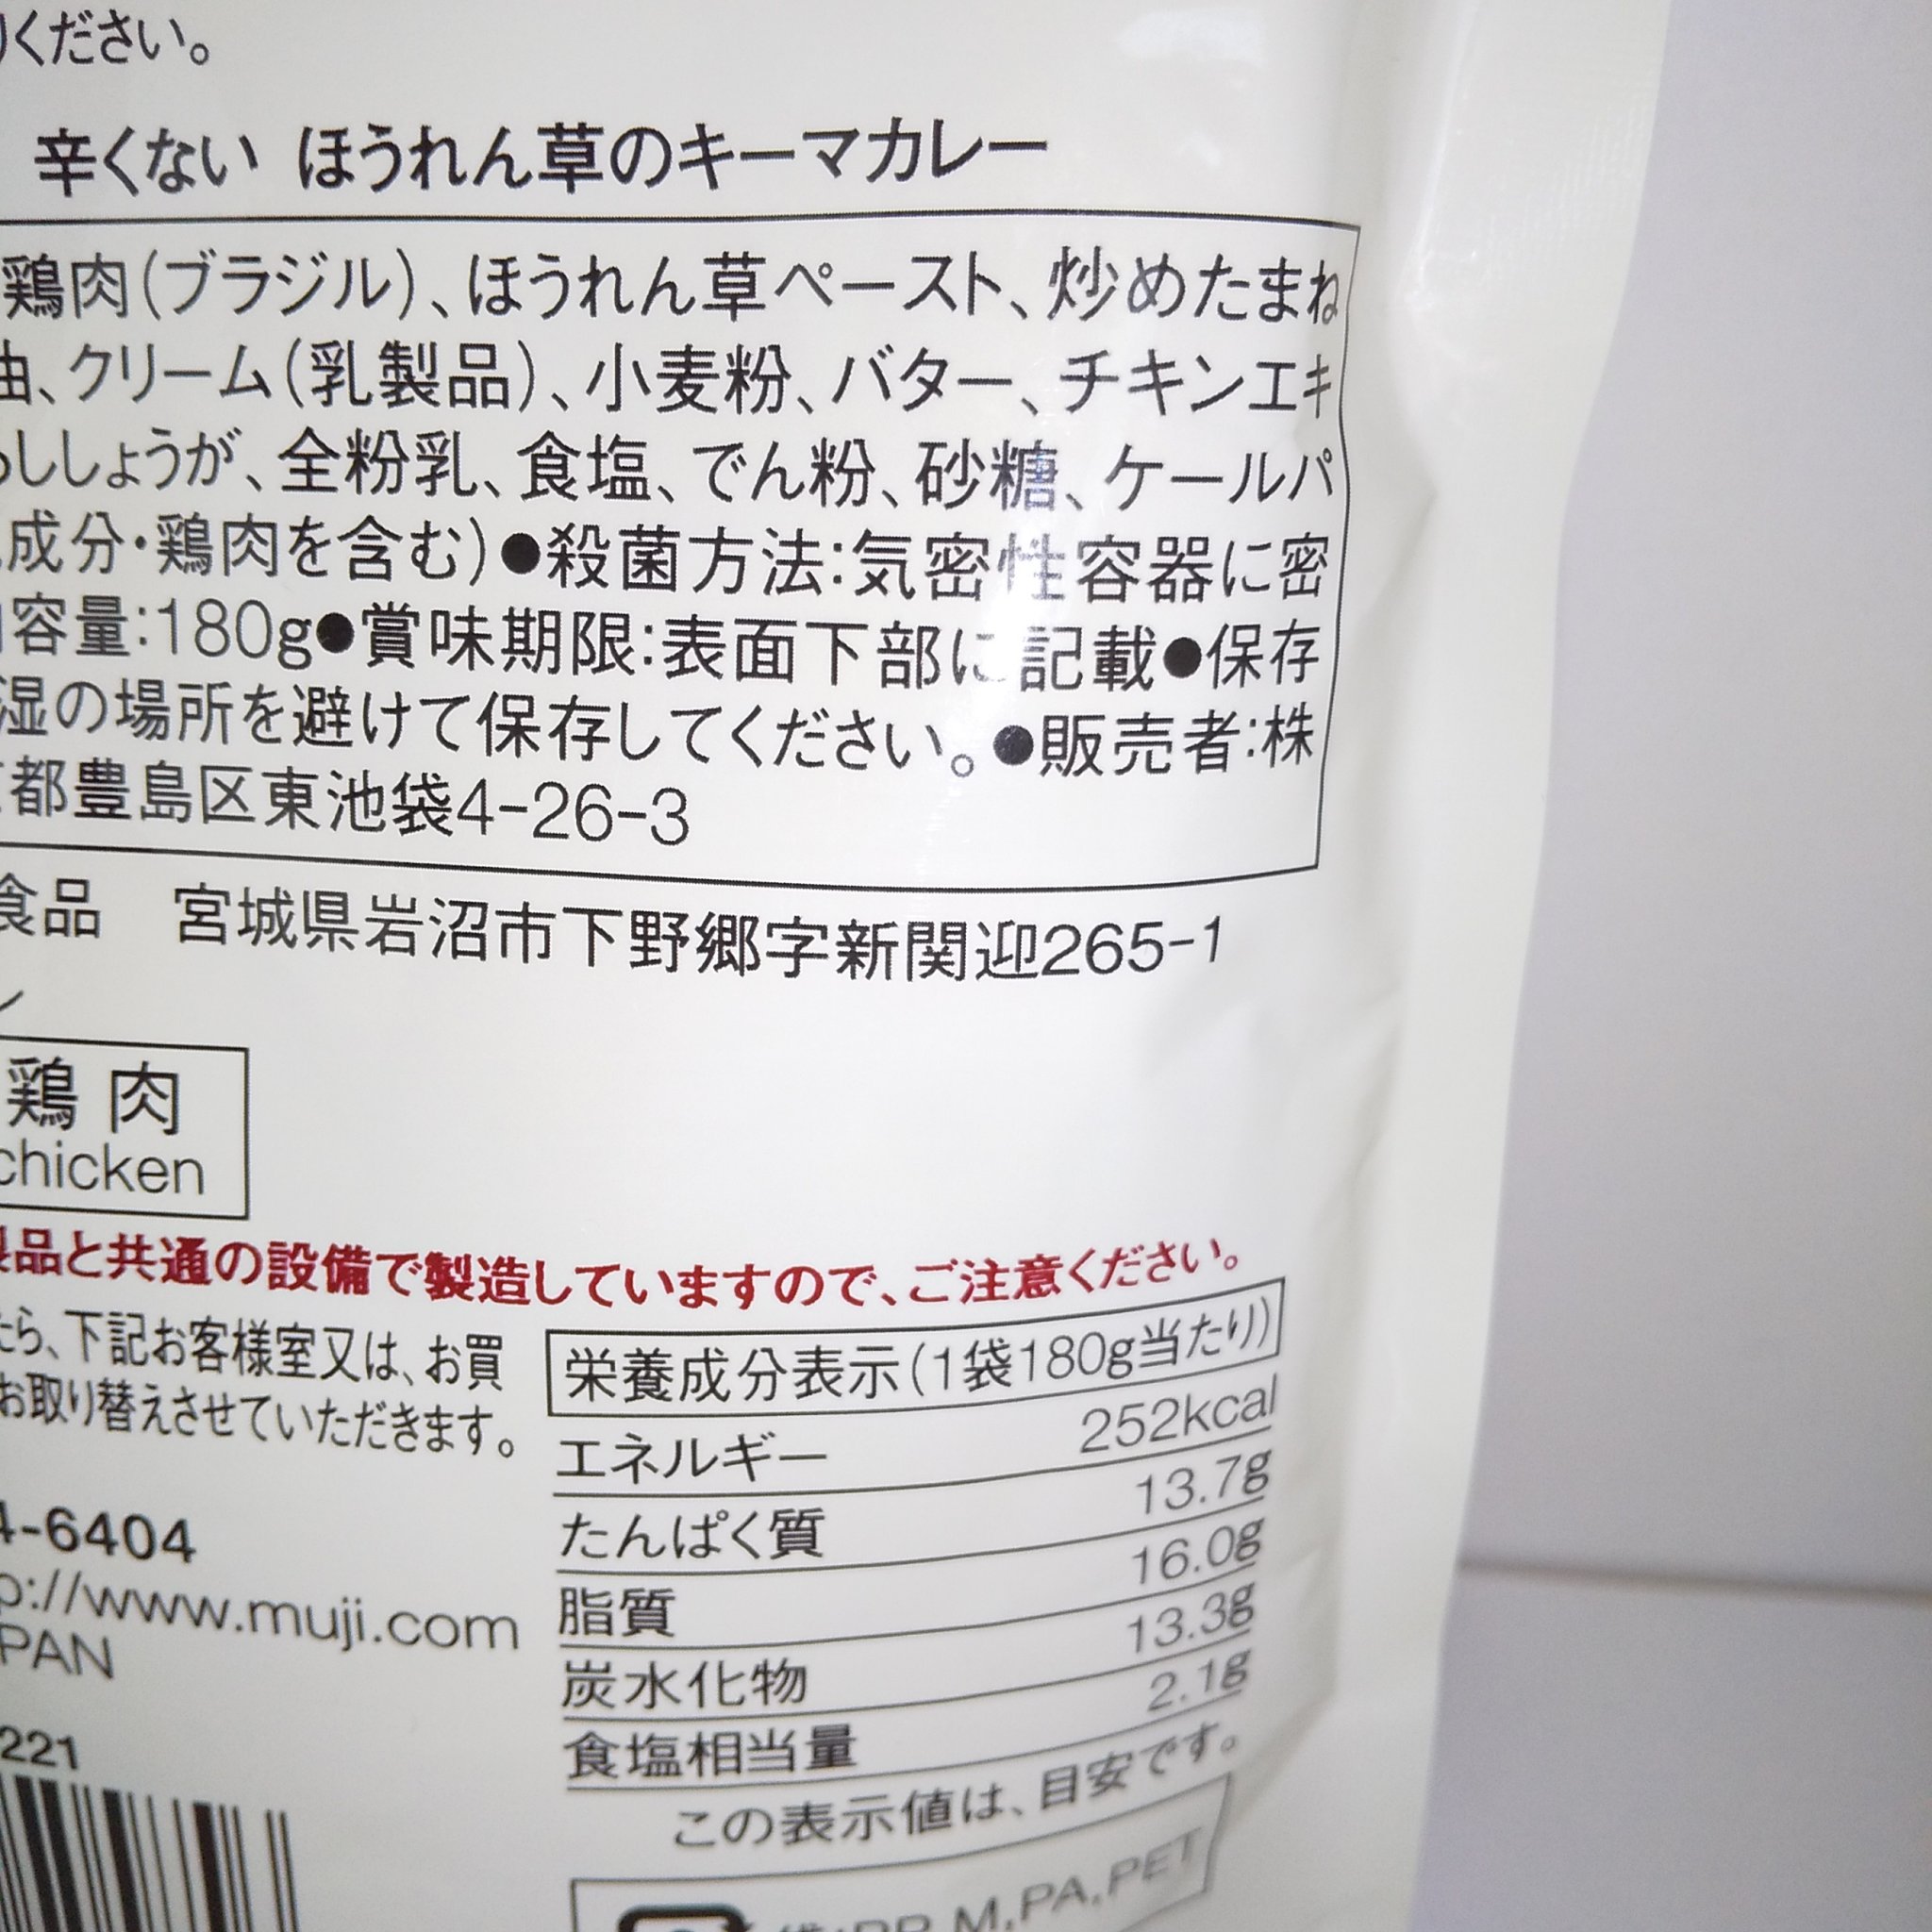 ください。
辛くない ほうれん草のキーマカレー
鶏肉(ブラジル)、ほうれん草ペースト、炒めたまね
油、クリーム(乳製品)、小麦粉、バター、チキンエキ
ろししょうが、全粉乳、食塩、でん粉、砂糖、ケールパ
成分・鶏肉を含む)●殺菌方法:気密性容器に密
内容量:180g●賞味期限:表面下部に記載●保存
湿の場所を避けて保存してください。●販売者:株
都豊島区東池袋4-26-3
食品 宮城県岩沼市下野郷字新関迎265-1
ン
鶏肉
chicken
製品と共通の設備で製造していますので、ご注意ください。
たら、下記お客様室又は、お買
お取り替えさせていただきます。
4-6404
p://www.muji.com
PAN
221
栄養成分表示(1袋180g当たり)
エネルギー 252kcal
たんぱく質 13.7g
脂質 16.0g
炭水化物 13.3g
食塩相当量 2.1g
この表示値は、目安です。
袋:PP,M,PA,PET